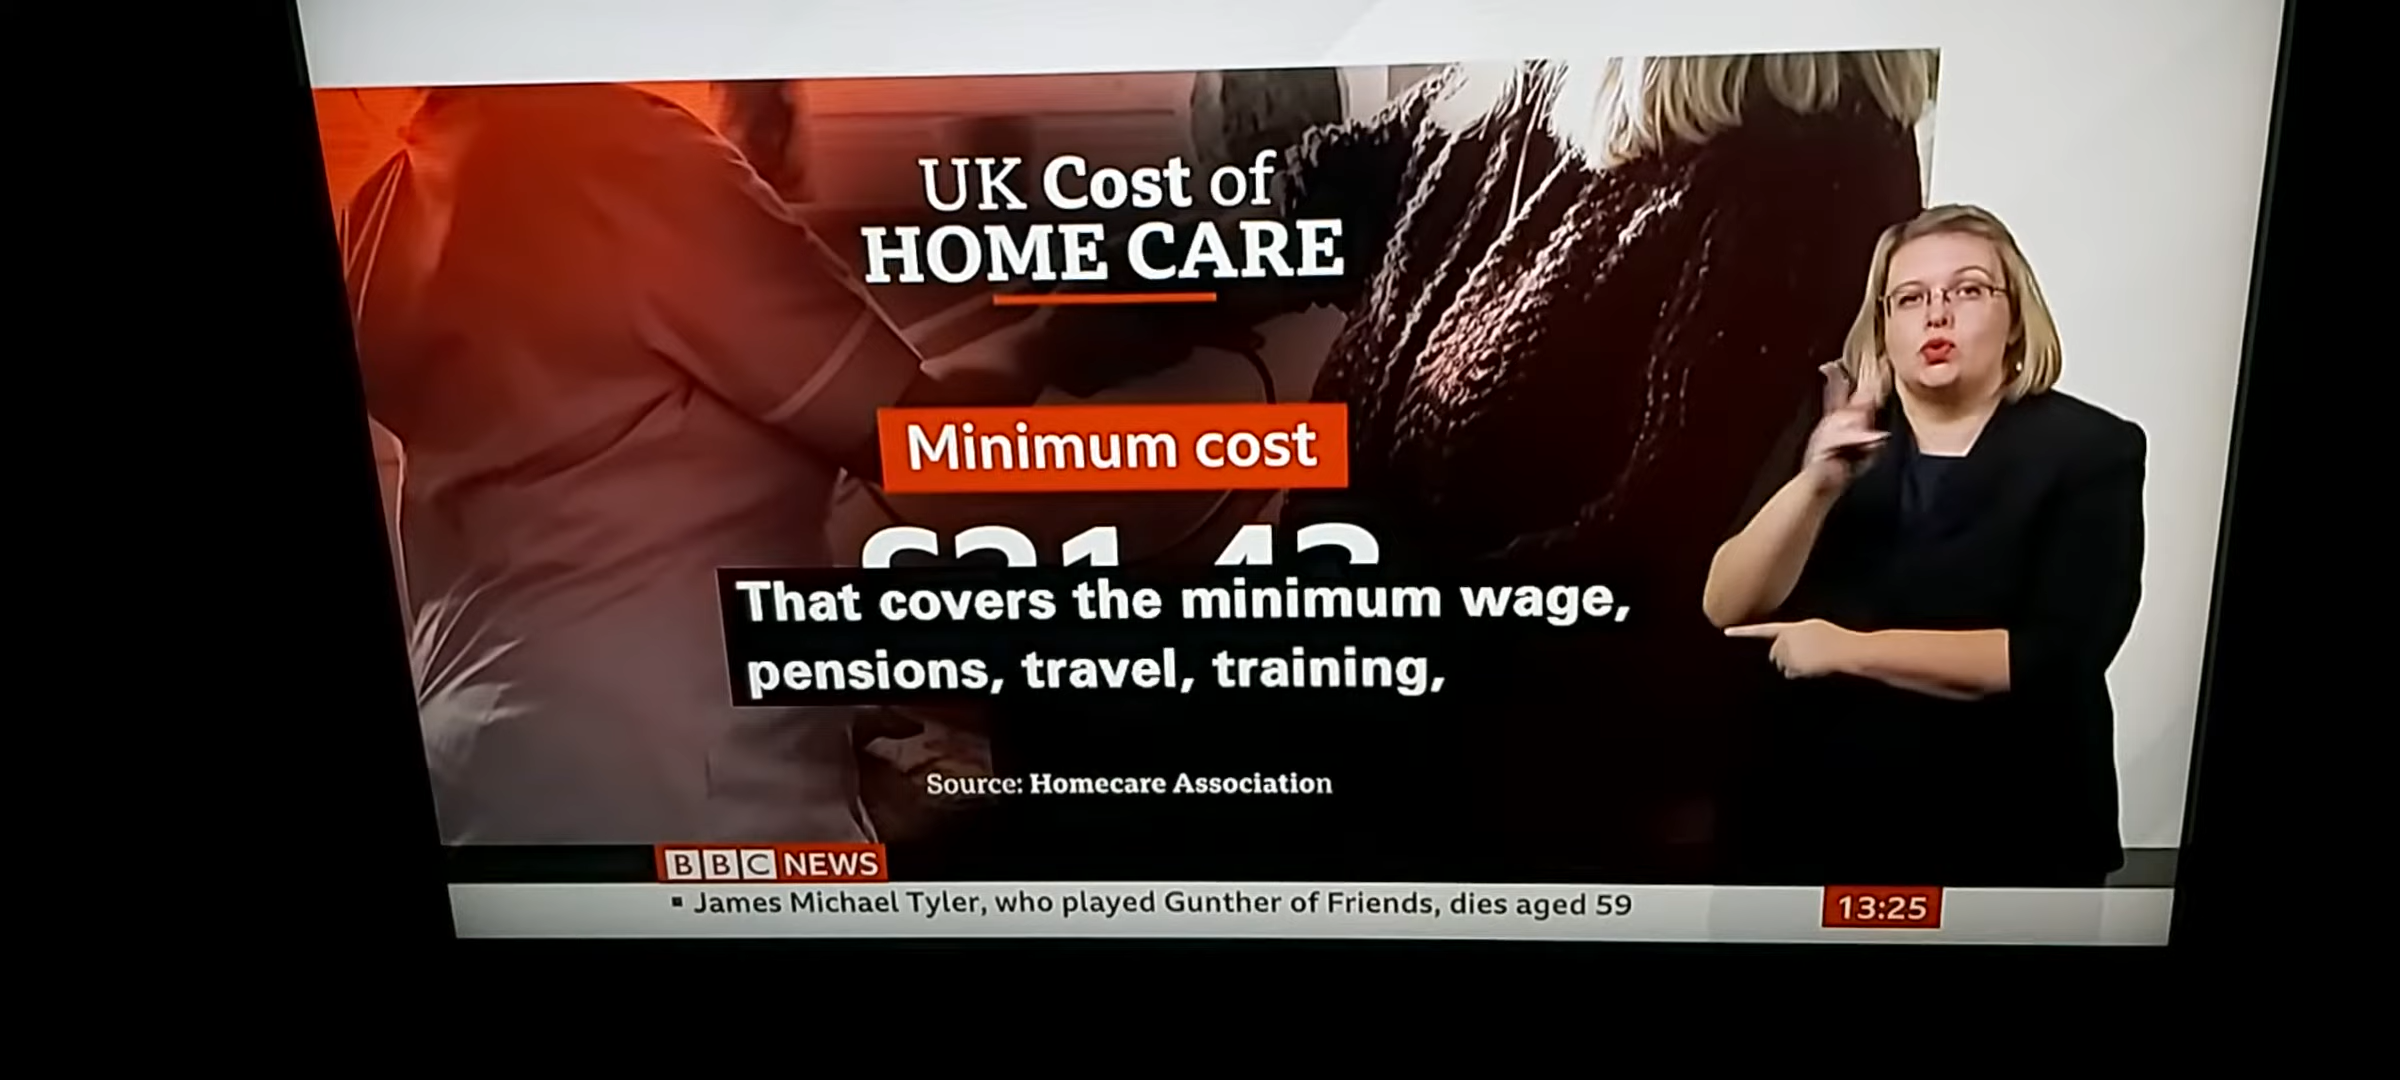 UK Cost of
HOME CARE
Minimum cost
That covers the minimum wage,
pensions, travel, training,
Source: Homecare Association
BBC NEWS
▪ James Michael Tyler, who played Gunther of Friends, dies aged 59
13:25